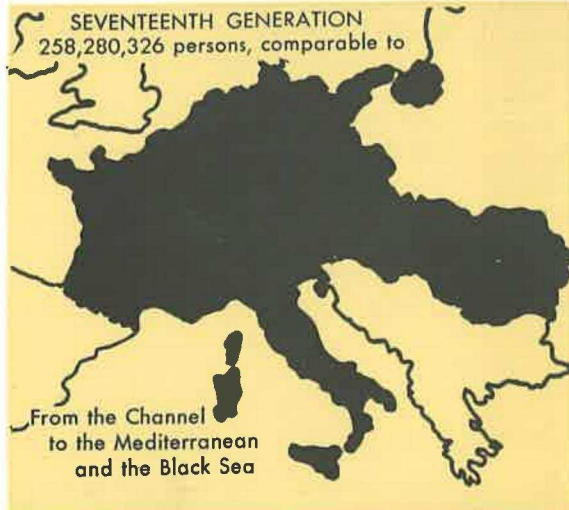 SEVENTEENTH GENERATION
258,280,326 persons, comparable to
From the Channel
to the Mediterranean
and the Black Sea